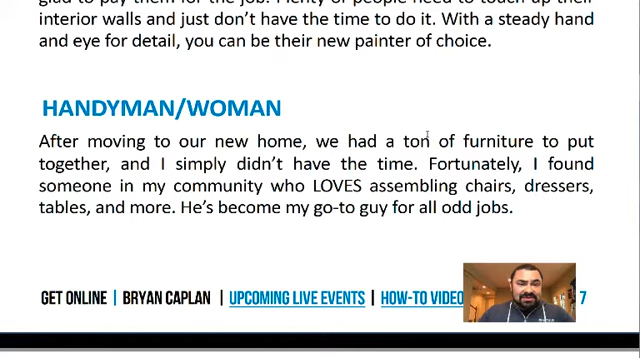 glad to pay them for the job. Plenty of people need to touch up their
interior walls and just don't have the time to do it. With a steady hand
and eye for detail, you can be their new painter of choice.
HANDYMAN/WOMAN
After moving to our new home, we had a ton of furniture to put
together, and I simply didn't have the time. Fortunately, I found
someone in my community who LOVES assembling chairs, dressers,
tables, and more. He's become my go-to guy for all odd jobs.
GET ONLINE | BRYAN CAPLAN | UPCOMING LIVE EVENTS | HOW-TO VIDEO 7